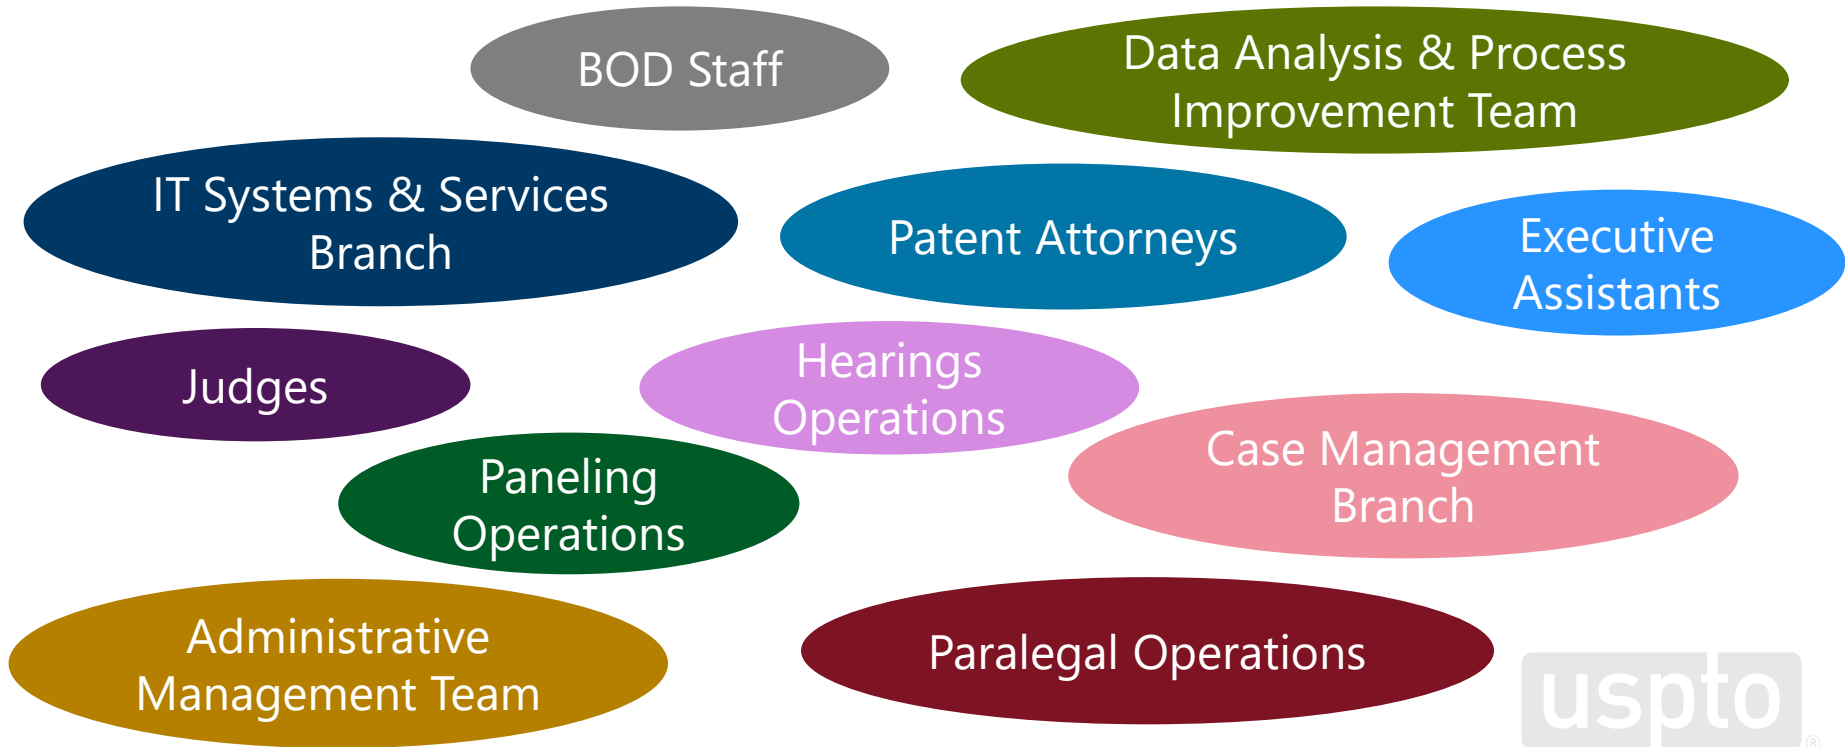 BOD Staff
Data Analysis & Process
Improvement Team
IT Systems & Services
Branch
Patent Attorneys
Executive
Assistants
Judges
Hearings
Operations
Case Management
Branch
Paneling
Operations
Administrative
Management Team
Paralegal Operations
uspto®